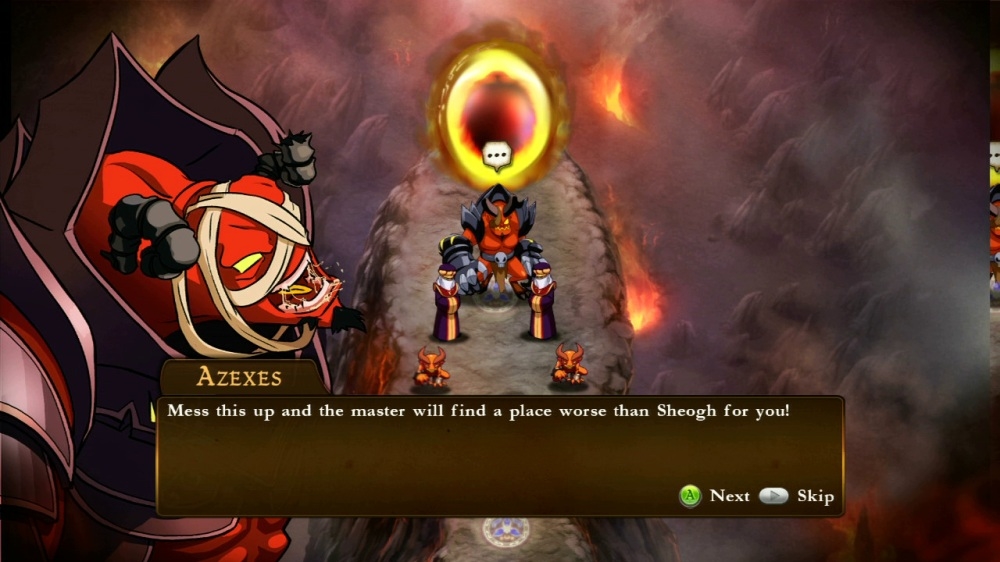 Azexes
Mess this up and the master will find a place worse than Sheogh for you!
A Next Skip